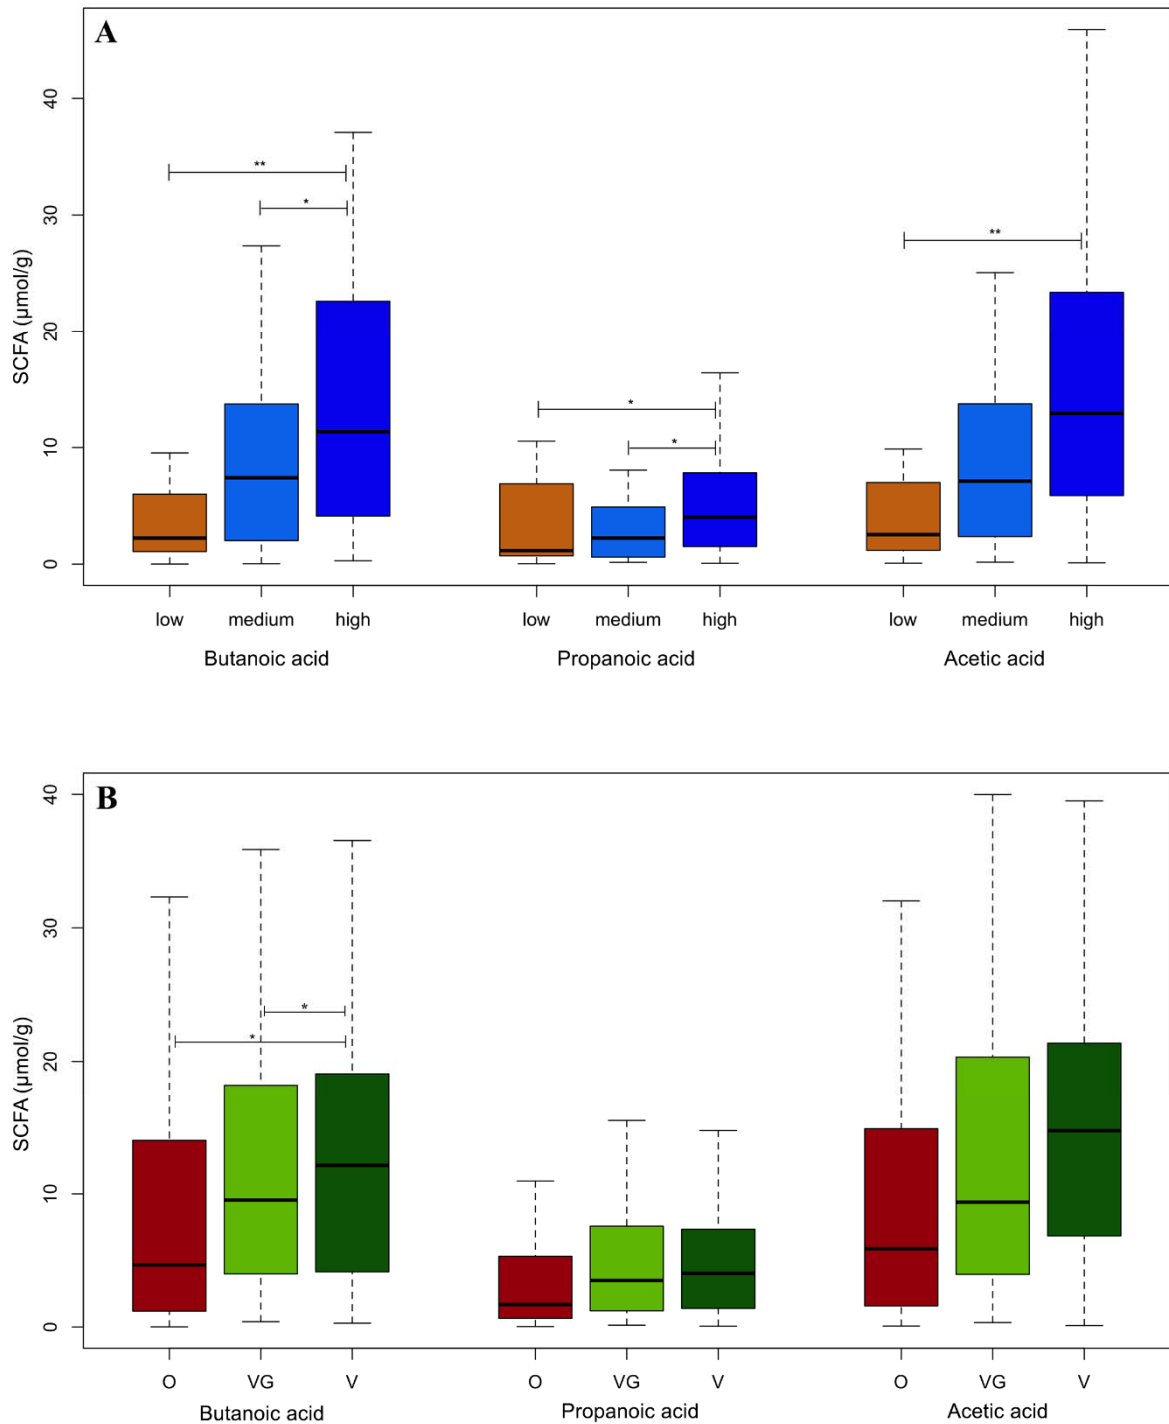 A
SCFA (µmol/g)
40
30
20
10
0
**
*
*
*
**
low medium high low medium high low medium high
Butanoic acid Propanoic acid Acetic acid
B
SCFA (µmol/g)
40
30
20
10
0
*
*
O VG V O VG V O VG V
Butanoic acid Propanoic acid Acetic acid